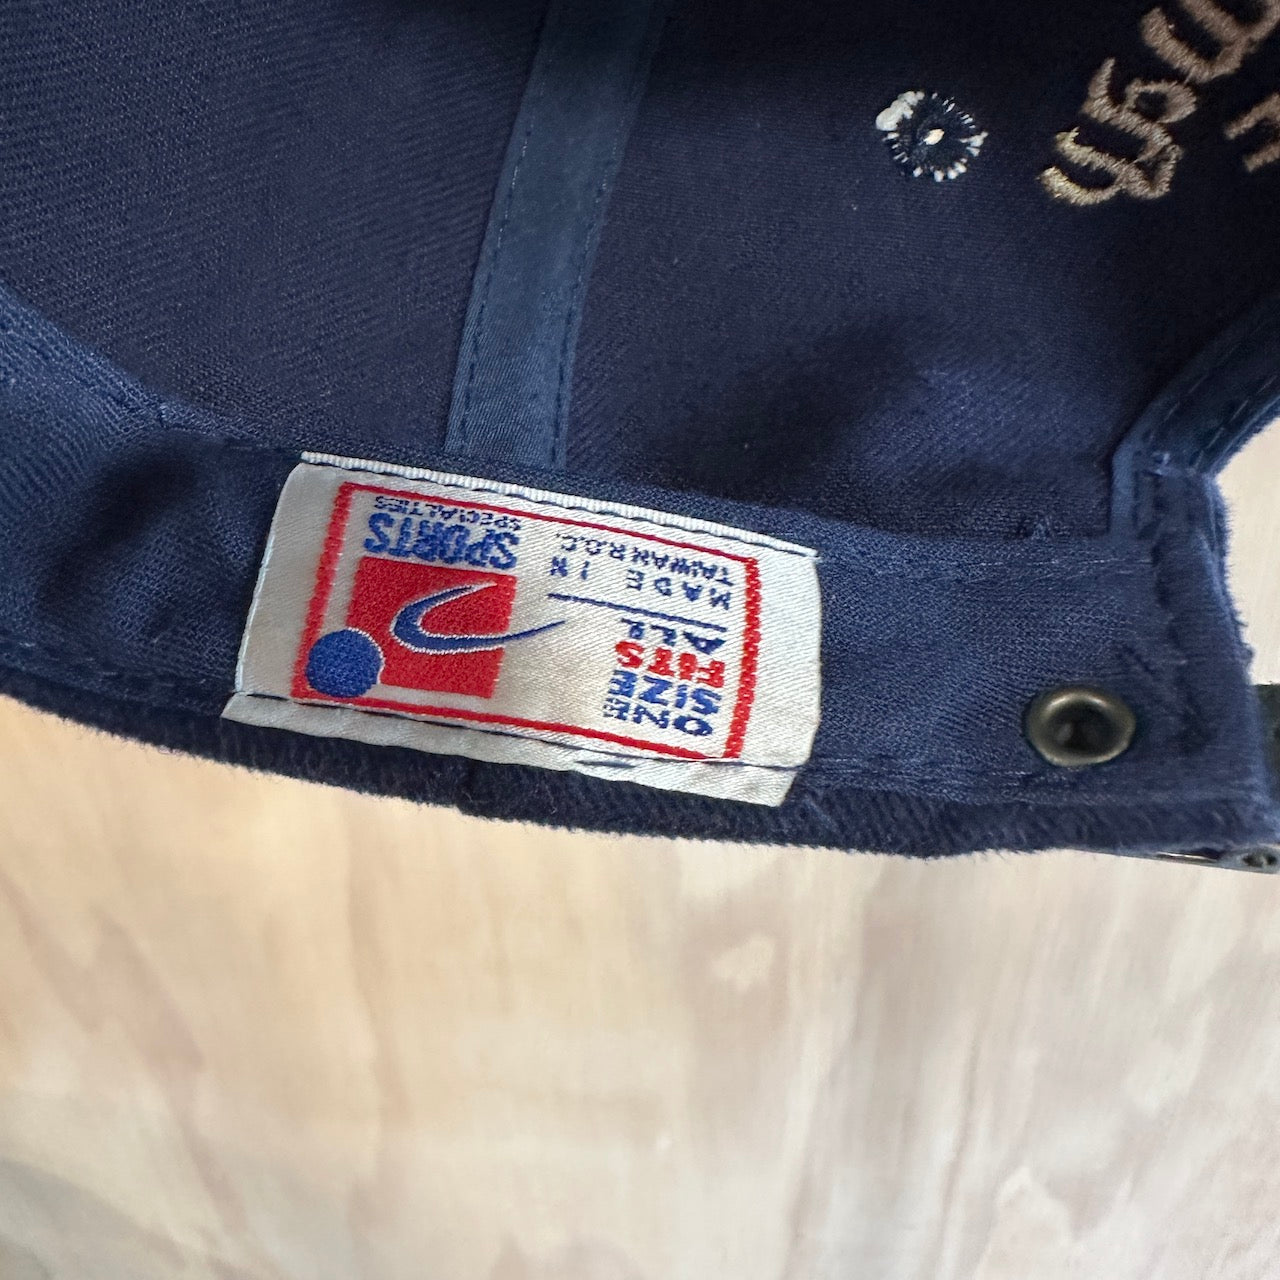 ONE
SIZE
FITS
ALL
MADE IN
TAIWAN R.O.C.
SPORTS
SPECIALTIES